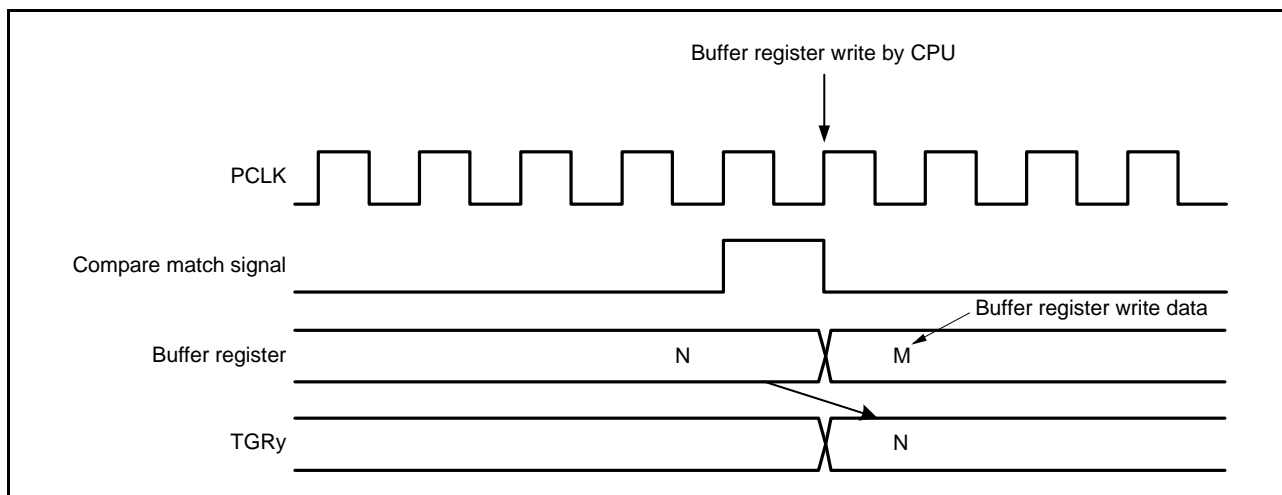 Buffer register write by CPU
PCLK
Compare match signal
Buffer register write data
Buffer register
N
M
TGRy
N